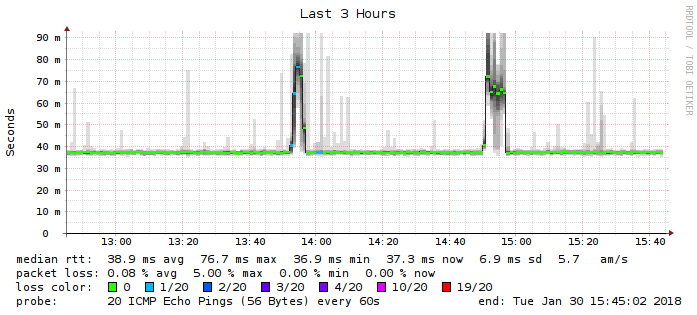 Last 3 Hours
RRDTOOL / TOBI OETIKER
Seconds
90 m
80 m
70 m
60 m
50 m
40 m
30 m
20 m
10 m
0
13:00 13:20 13:40 14:00 14:20 14:40 15:00 15:20 15:40
median rtt: 38.9 ms avg 76.7 ms max 36.9 ms min 37.3 ms now 6.9 ms sd 5.7 am/s
packet loss: 0.08 % avg 5.00 % max 0.00 % min 0.00 % now
loss color: 0 1/20 2/20 3/20 4/20 10/20 19/20
probe: 20 ICMP Echo Pings (56 Bytes) every 60s end: Tue Jan 30 15:45:02 2018